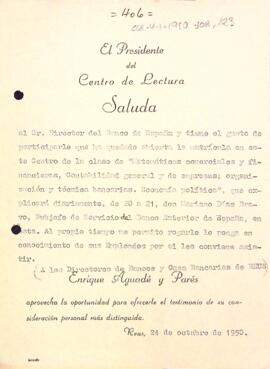 = 406 =
El Presidente
del
Centro de Lectura
Saluda
al Sr. Director del Banco de España y tiene el gusto de
participarle que ha quedado abierta la matrícula en es-
te Centro de la clase de "Matemáticas comerciales y fi-
nancieras, Contabilidad general y de empresas; organi-
zación y técnica bancarias. Economía política", que ex-
plicará diariamente, de 20 a 21, don Mariano Días Bra-
vo, Subjefe de Servicio del Banco Exterior de España, en
ésta. Al propio tiempo me permito rogarle lo ponga en
conocimiento de sus Empleados por si les conviene asis-
tir.
(A los Directores de Bancos y Casas Bancarias de REUS)
Enrique Aguadé y Parés
aprovecha la oportunidad para ofrecerle el testimonio de su con-
sideración personal más distinguida.
Reus, 24 de octubre de 1950.